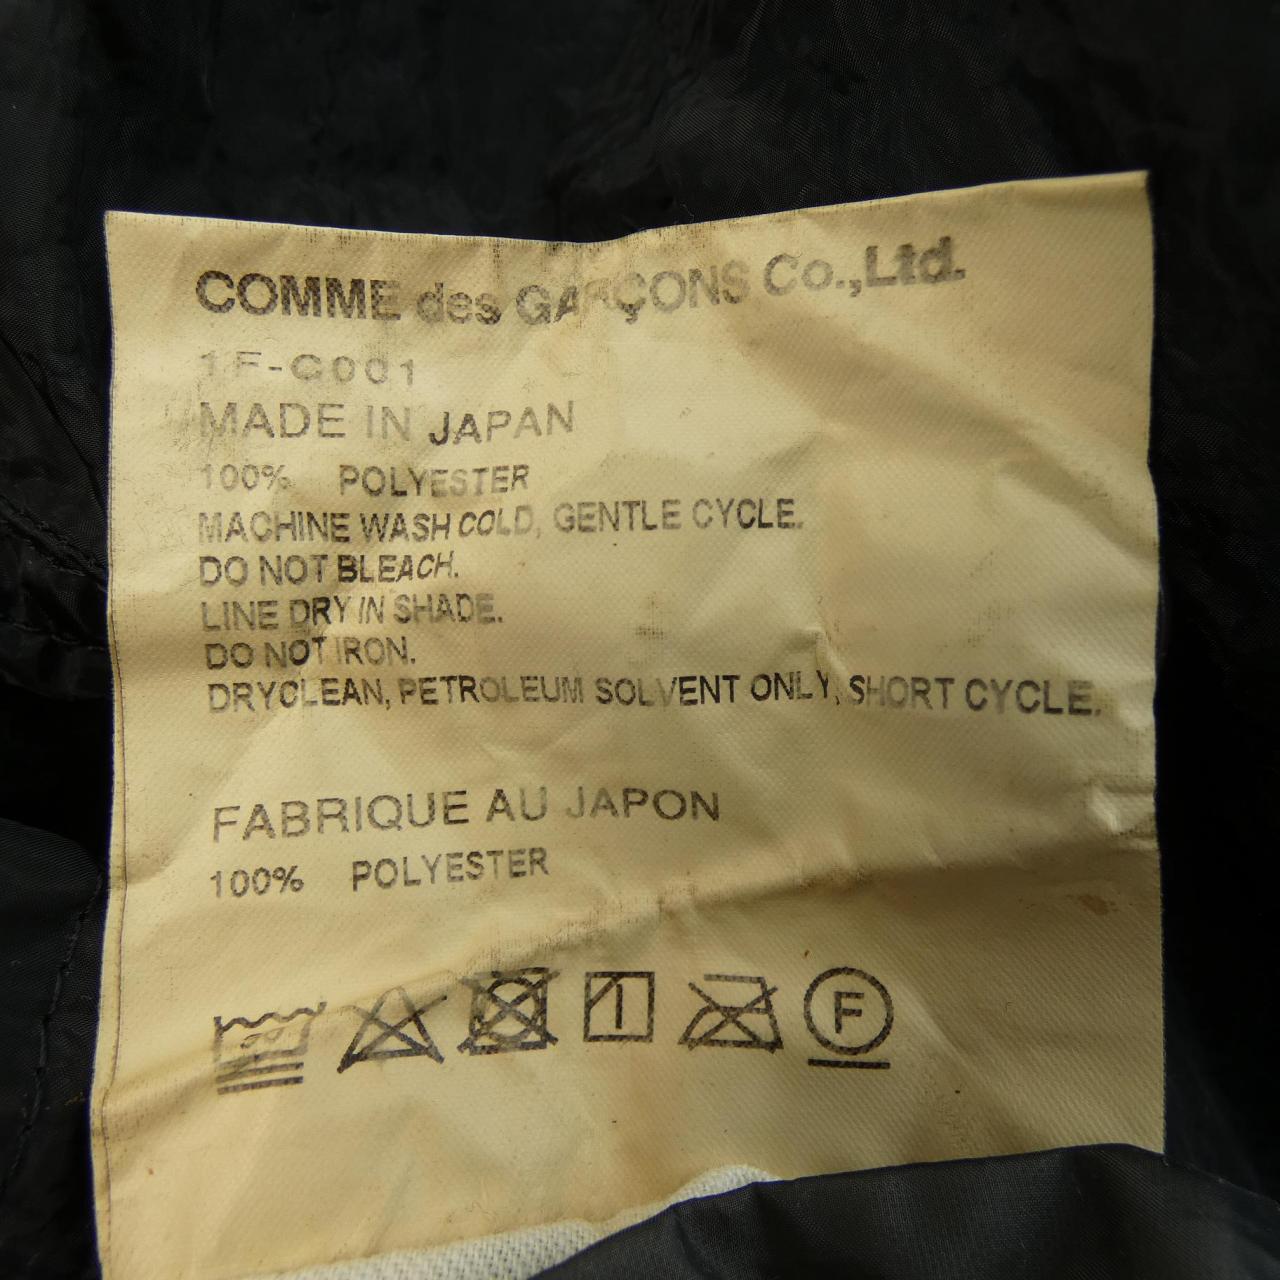 COMME des GARÇONS Co.,Ltd.
1F-C001
MADE IN JAPAN
100% POLYESTER
MACHINE WASH COLD, GENTLE CYCLE.
DO NOT BLEACH.
LINE DRY IN SHADE.
DO NOT IRON.
DRYCLEAN, PETROLEUM SOLVENT ONLY, SHORT CYCLE.
FABRIQUE AU JAPON
100% POLYESTER
F